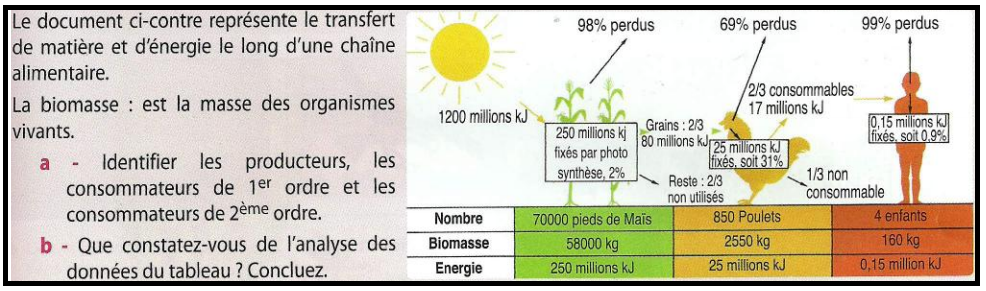 Le document ci-contre représente le transfert
de matière et d'énergie le long d'une chaîne
alimentaire.
La biomasse : est la masse des organismes
vivants.
a - Identifier les producteurs, les
consommateurs de 1er ordre et les
consommateurs de 2ème ordre.
b - Que constatez-vous de l'analyse des
données du tableau ? Concluez.
98% perdus
69% perdus
99% perdus
1200 millions kJ
250 millions kj
fixés par photo
synthèse, 2%
Grains : 2/3
80 millions kJ
Reste : 2/3
non utilisés
25 millions kJ
fixés, soit 31%
2/3 consommables
17 millions kJ
1/3 non
consommable
0,15 millions kJ
fixés, soit 0.9%
Nombre 70000 pieds de Maïs 850 Poulets 4 enfants
Biomasse 58000 kg 2550 kg 160 kg
Energie 250 millions kJ 25 millions kJ 0,15 million kJ